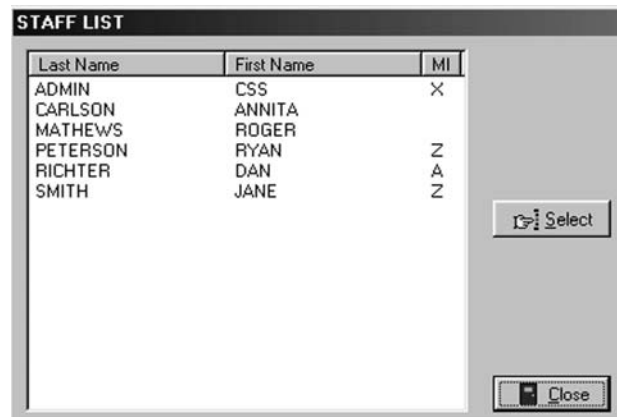 STAFF LIST
Last Name First Name MI
ADMIN CSS X
CARLSON ANNITA
MATHEWS ROGER
PETERSON RYAN Z
RICHTER DAN A
SMITH JANE Z
Select
Close